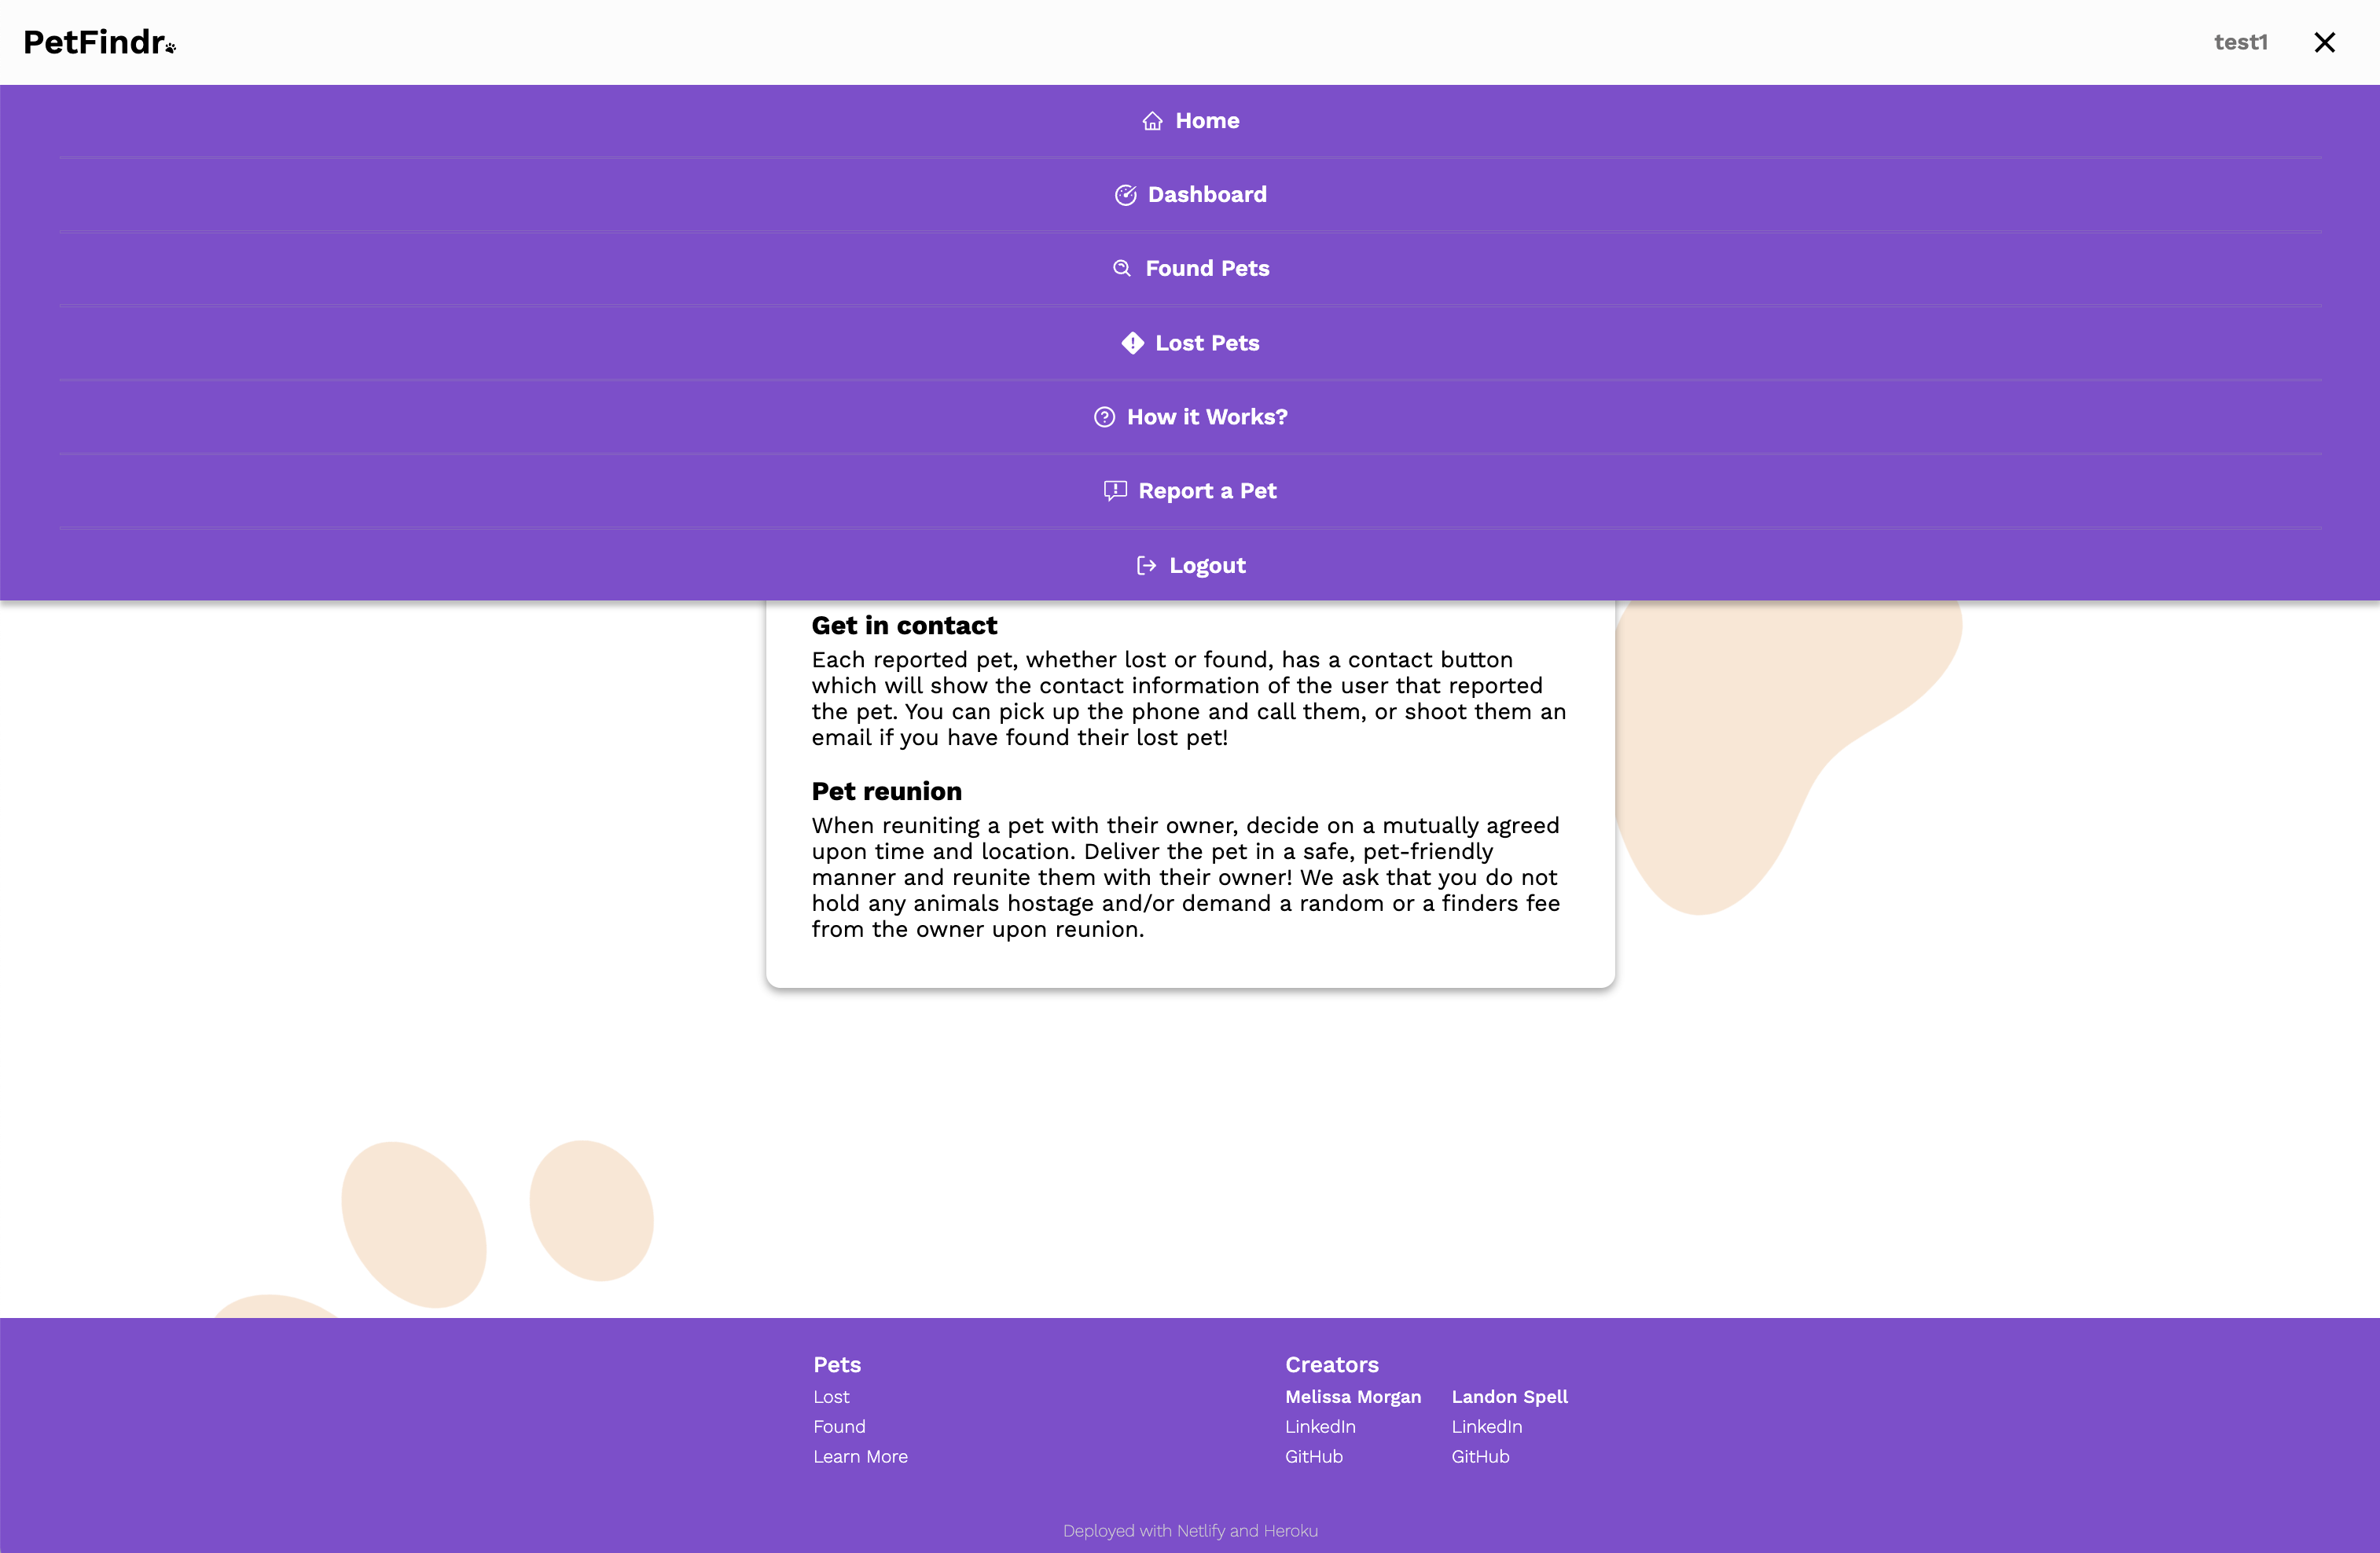 PetFindr
test1
Home
Dashboard
Found Pets
Lost Pets
How it Works?
Report a Pet
Logout
Get in contact
Each reported pet, whether lost or found, has a contact button
which will show the contact information of the user that reported
the pet. You can pick up the phone and call them, or shoot them an
email if you have found their lost pet!
Pet reunion
When reuniting a pet with their owner, decide on a mutually agreed
upon time and location. Deliver the pet in a safe, pet-friendly
manner and reunite them with their owner! We ask that you do not
hold any animals hostage and/or demand a random or a finders fee
from the owner upon reunion.
Pets
Lost
Found
Learn More
Creators
Melissa Morgan
LinkedIn
GitHub
Landon Spell
LinkedIn
GitHub
Deployed with Netlify and Heroku